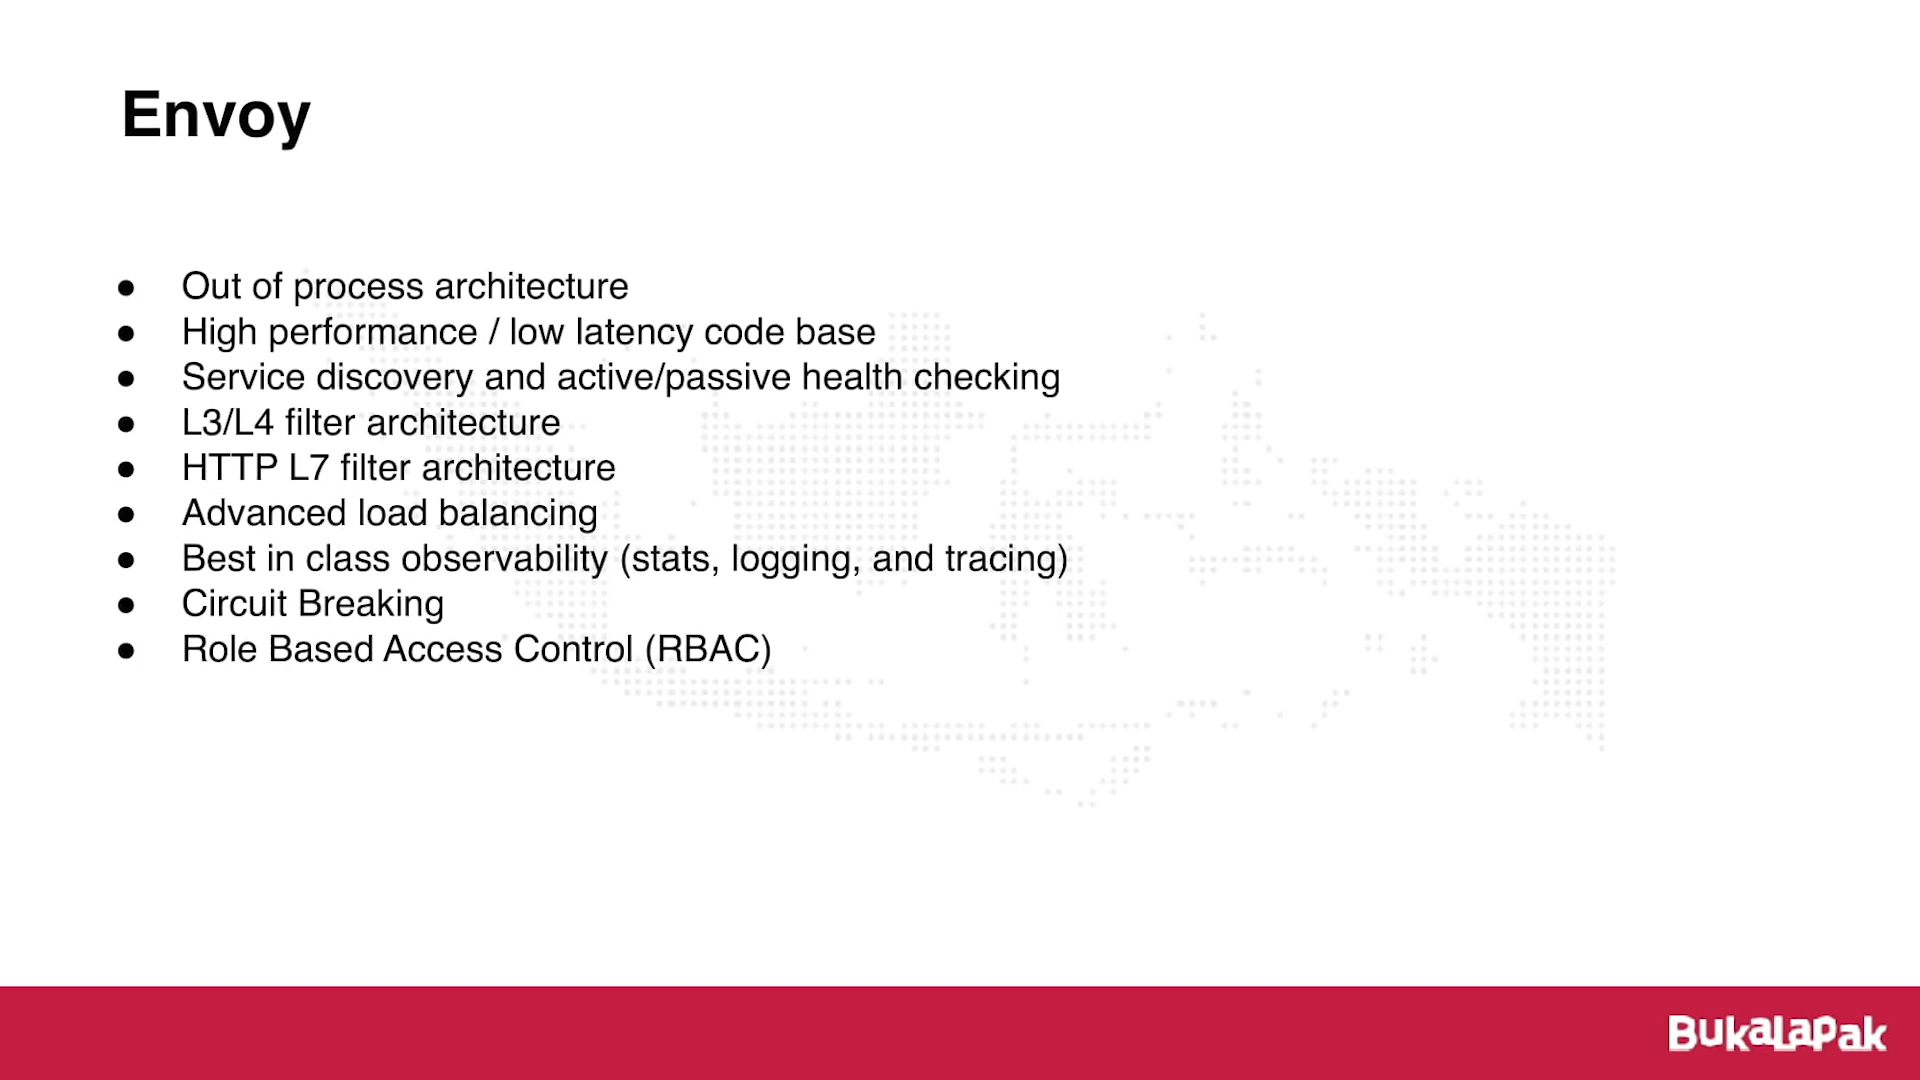 Envoy
● Out of process architecture
● High performance / low latency code base
● Service discovery and active/passive health checking
● L3/L4 filter architecture
● HTTP L7 filter architecture
● Advanced load balancing
● Best in class observability (stats, logging, and tracing)
● Circuit Breaking
● Role Based Access Control (RBAC)
BukaLaPak